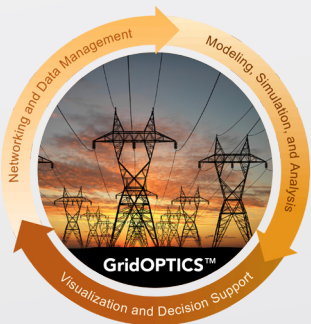 Networking and Data Management
Modeling, Simulation, and Analysis
GridOPTICS™
Visualization and Decision Support